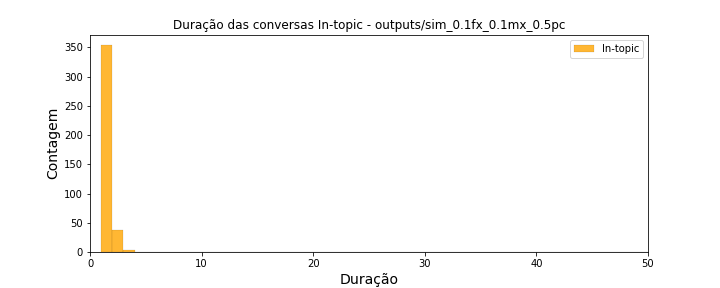 Duração das conversas In-topic - outputs/sim_0.1fx_0.1mx_0.5pc
In-topic
Contagem
350
300
250
200
150
100
50
0
0 10 20 30 40 50
Duração